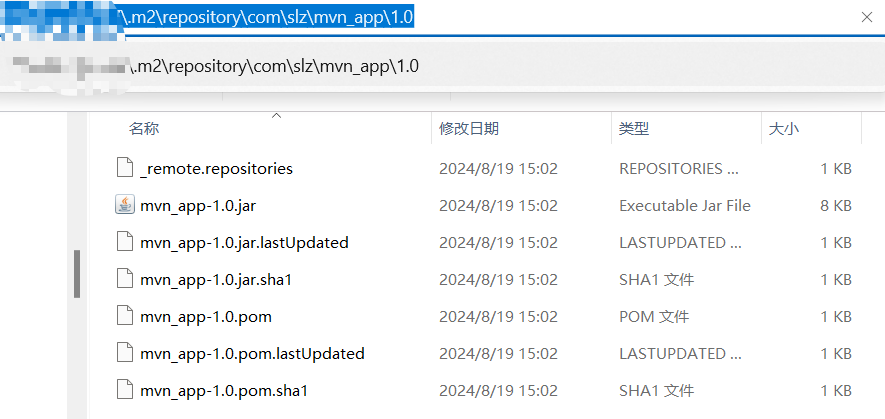 \.m2\repository\com\slz\mvn_app\1.0
\.m2\repository\com\slz\mvn_app\1.0
名称 修改日期 类型 大小
_remote.repositories 2024/8/19 15:02 REPOSITORIES ... 1 KB
mvn_app-1.0.jar 2024/8/19 15:02 Executable Jar File 8 KB
mvn_app-1.0.jar.lastUpdated 2024/8/19 15:02 LASTUPDATED ... 1 KB
mvn_app-1.0.jar.sha1 2024/8/19 15:02 SHA1 文件 1 KB
mvn_app-1.0.pom 2024/8/19 15:02 POM 文件 1 KB
mvn_app-1.0.pom.lastUpdated 2024/8/19 15:02 LASTUPDATED ... 1 KB
mvn_app-1.0.pom.sha1 2024/8/19 15:02 SHA1 文件 1 KB